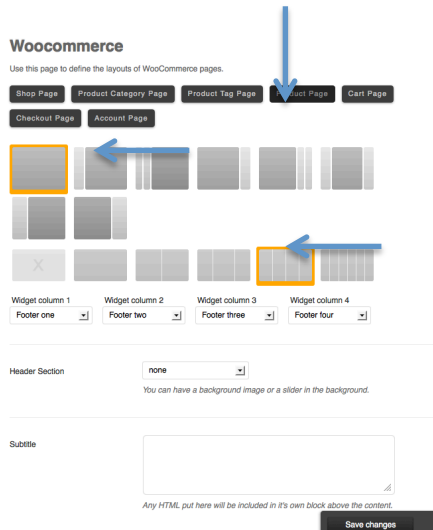 Woocommerce
Use this page to define the layouts of WooCommerce pages.
Shop Page Product Category Page Product Tag Page Product Page Cart Page
Checkout Page Account Page
X
Widget column 1 Widget column 2 Widget column 3 Widget column 4
Footer one Footer two Footer three Footer four
Header Section none
You can have a background image or a slider in the background.
Subtitle
Any HTML put here will be included in it's own block above the content.
Save changes